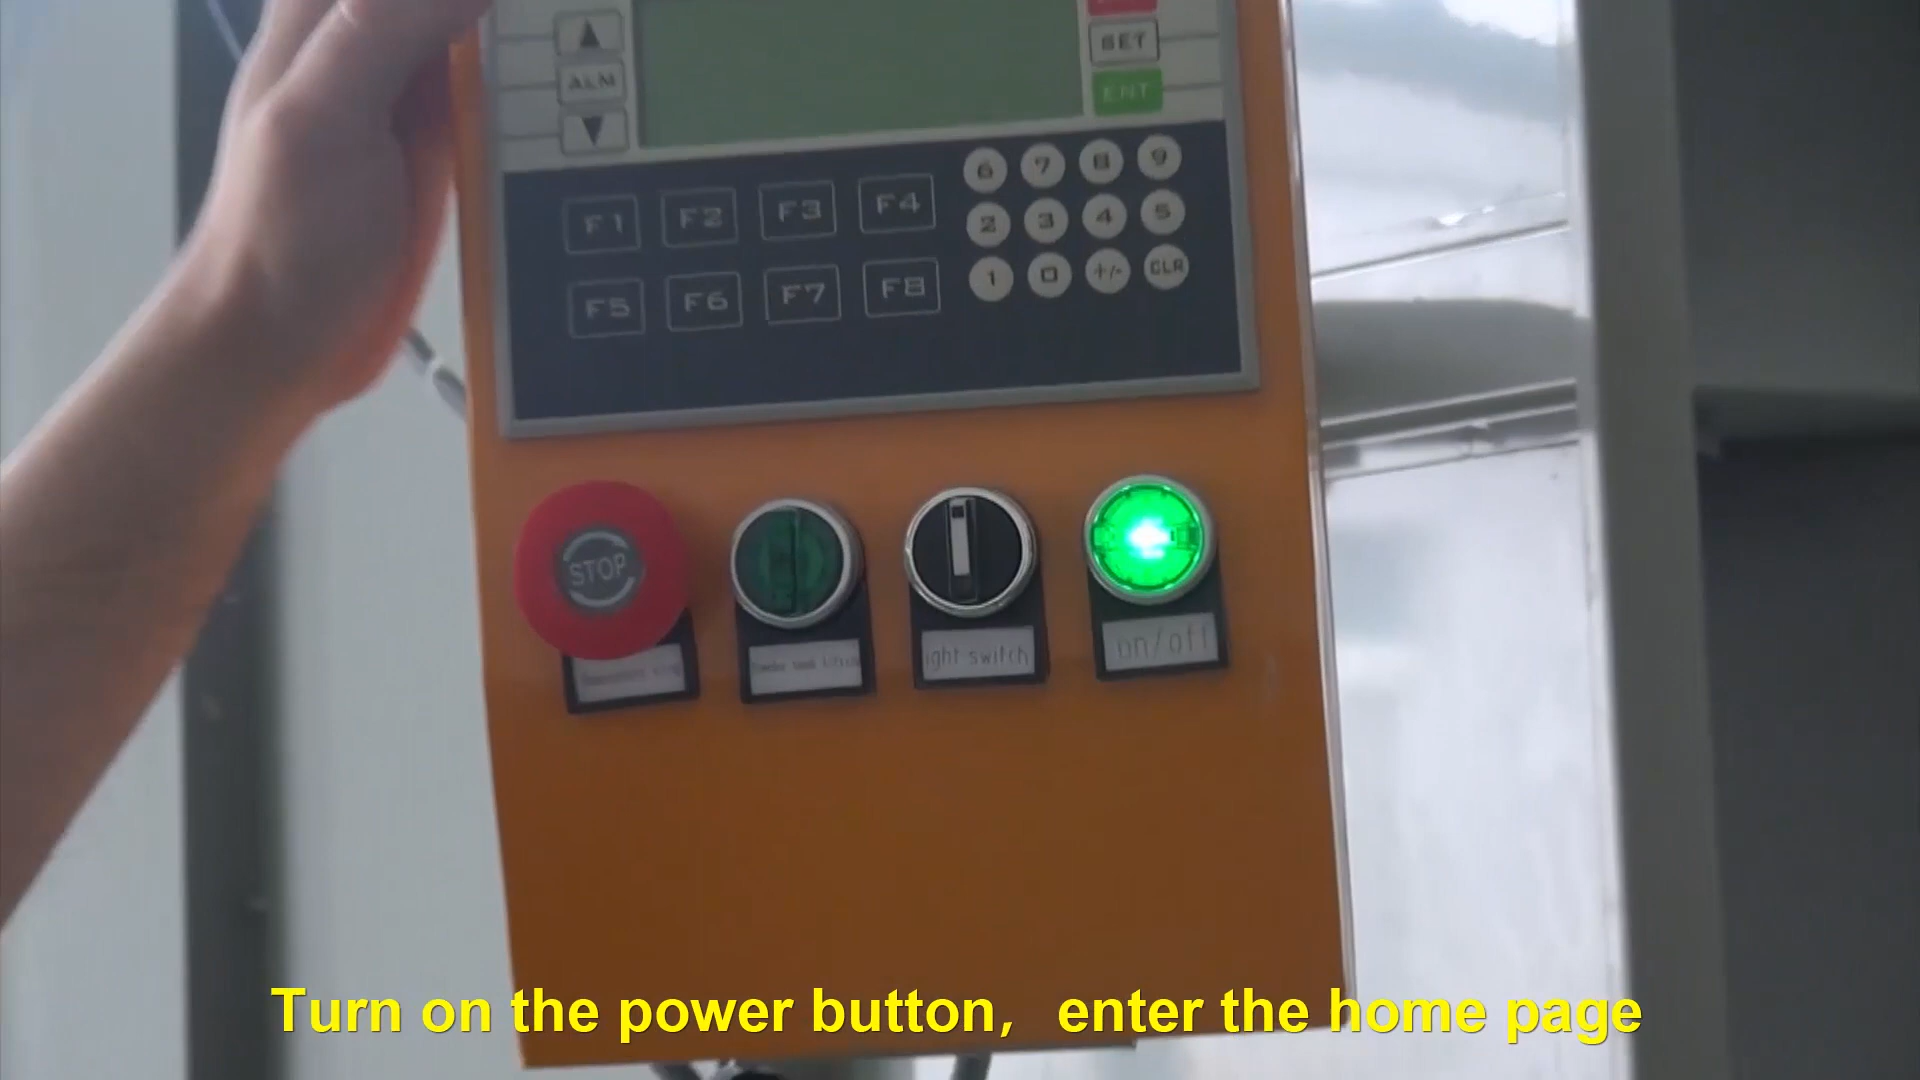 SET
ALM
ENT
F1 F2 F3 F4
6 7 8 9
2 3 4 5
F5 F6 F7 F8
1 0 +/- CLR
STOP
ight switch
on/off
Turn on the power button, enter the home page